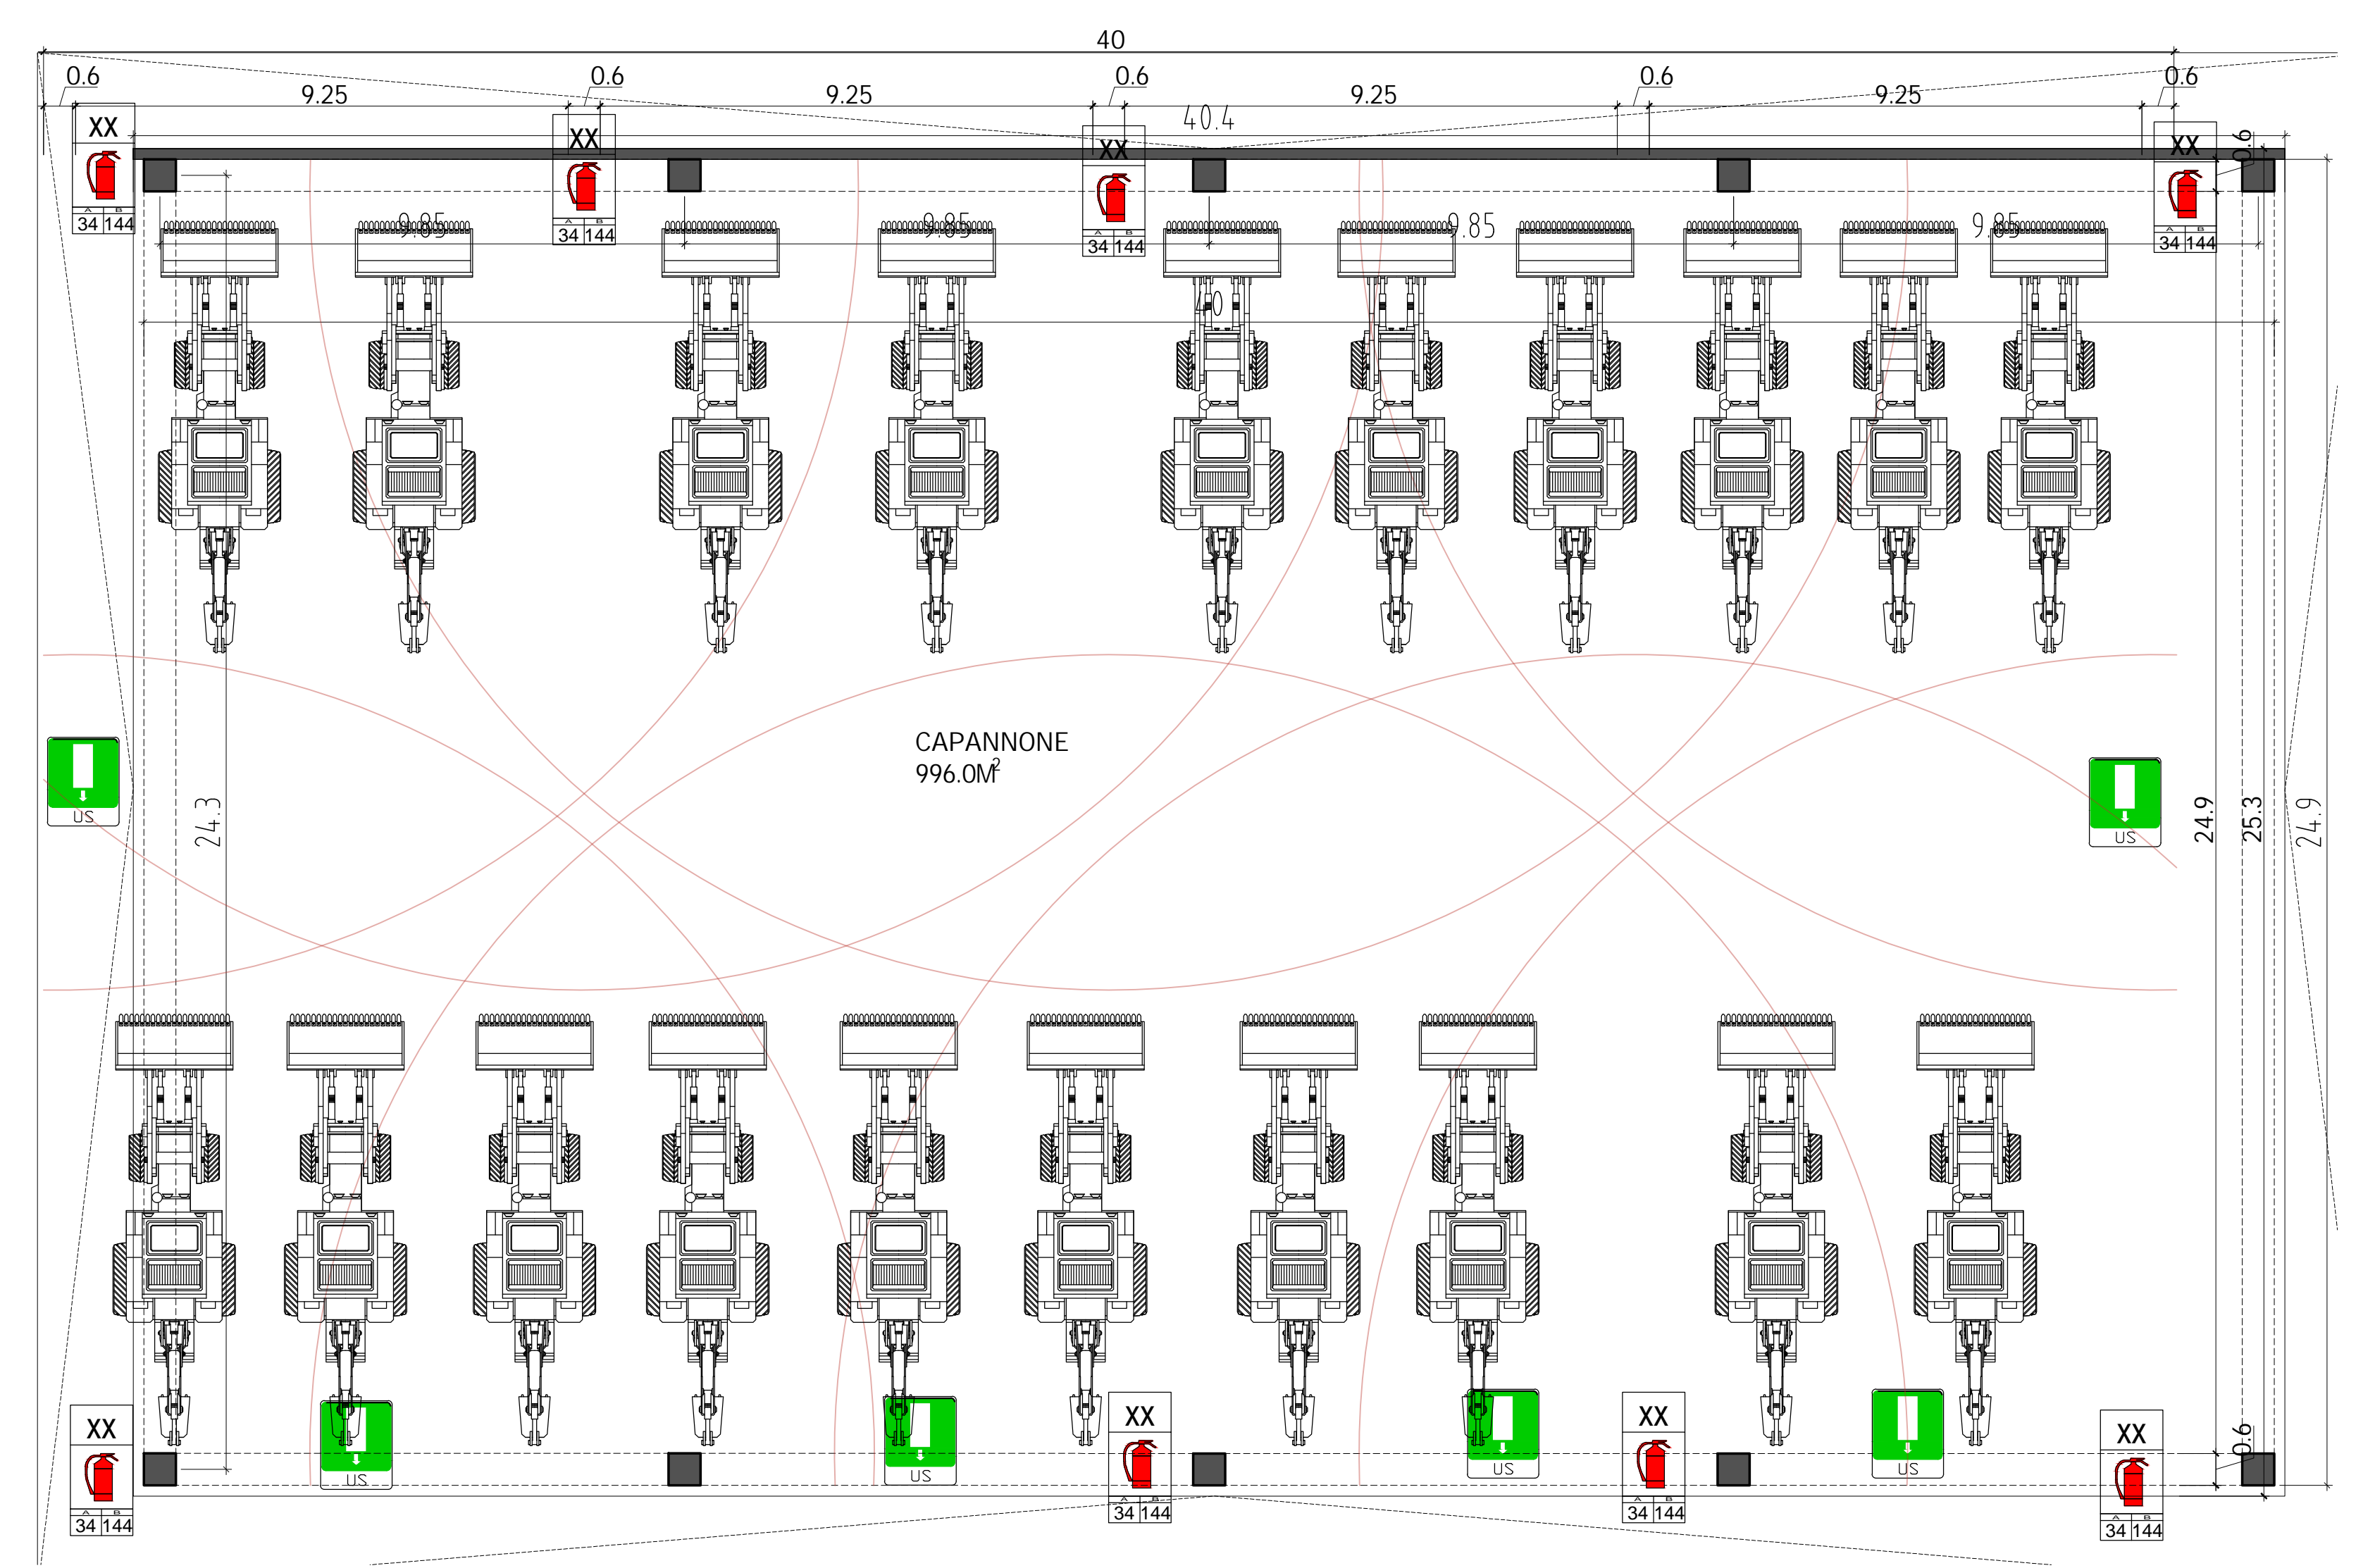 40
0.6 0.6 0.6 0.6 0.6
9.25 9.25 9.25 9.25
40.4
XX XX XX XX
0.6
A B A B A B A B
34 144 34 144 34 144 34 144
9.85 9.85 9.85 9.85
40
CAPANNONE
996.0M²
US US
24.3 24.9 25.3 24.9
XX XX XX XX
0.6
US US US US
A B A B A B A B
34 144 34 144 34 144 34 144